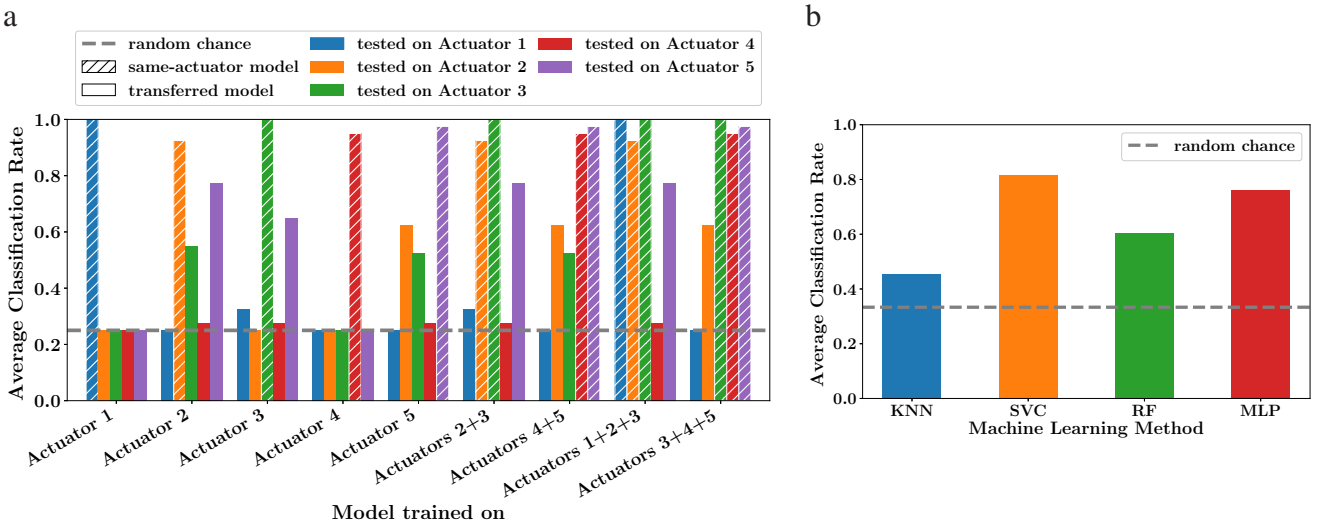 a
random chance
same-actuator model
transferred model
tested on Actuator 1
tested on Actuator 2
tested on Actuator 3
tested on Actuator 4
tested on Actuator 5
Average Classification Rate
1.0
0.8
0.6
0.4
0.2
0.0
Actuator 1
Actuator 2
Actuator 3
Actuator 4
Actuator 5
Actuators 2+3
Actuators 4+5
Actuators 1+2+3
Actuators 3+4+5
Model trained on
b
random chance
Average Classification Rate
1.0
0.8
0.6
0.4
0.2
0.0
KNN
SVC
RF
MLP
Machine Learning Method